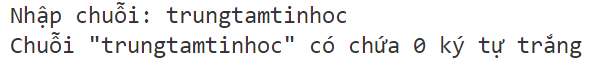 Nhập chuỗi: trungtamtinhoc
Chuỗi "trungtamtinhoc" có chứa 0 ký tự trắng